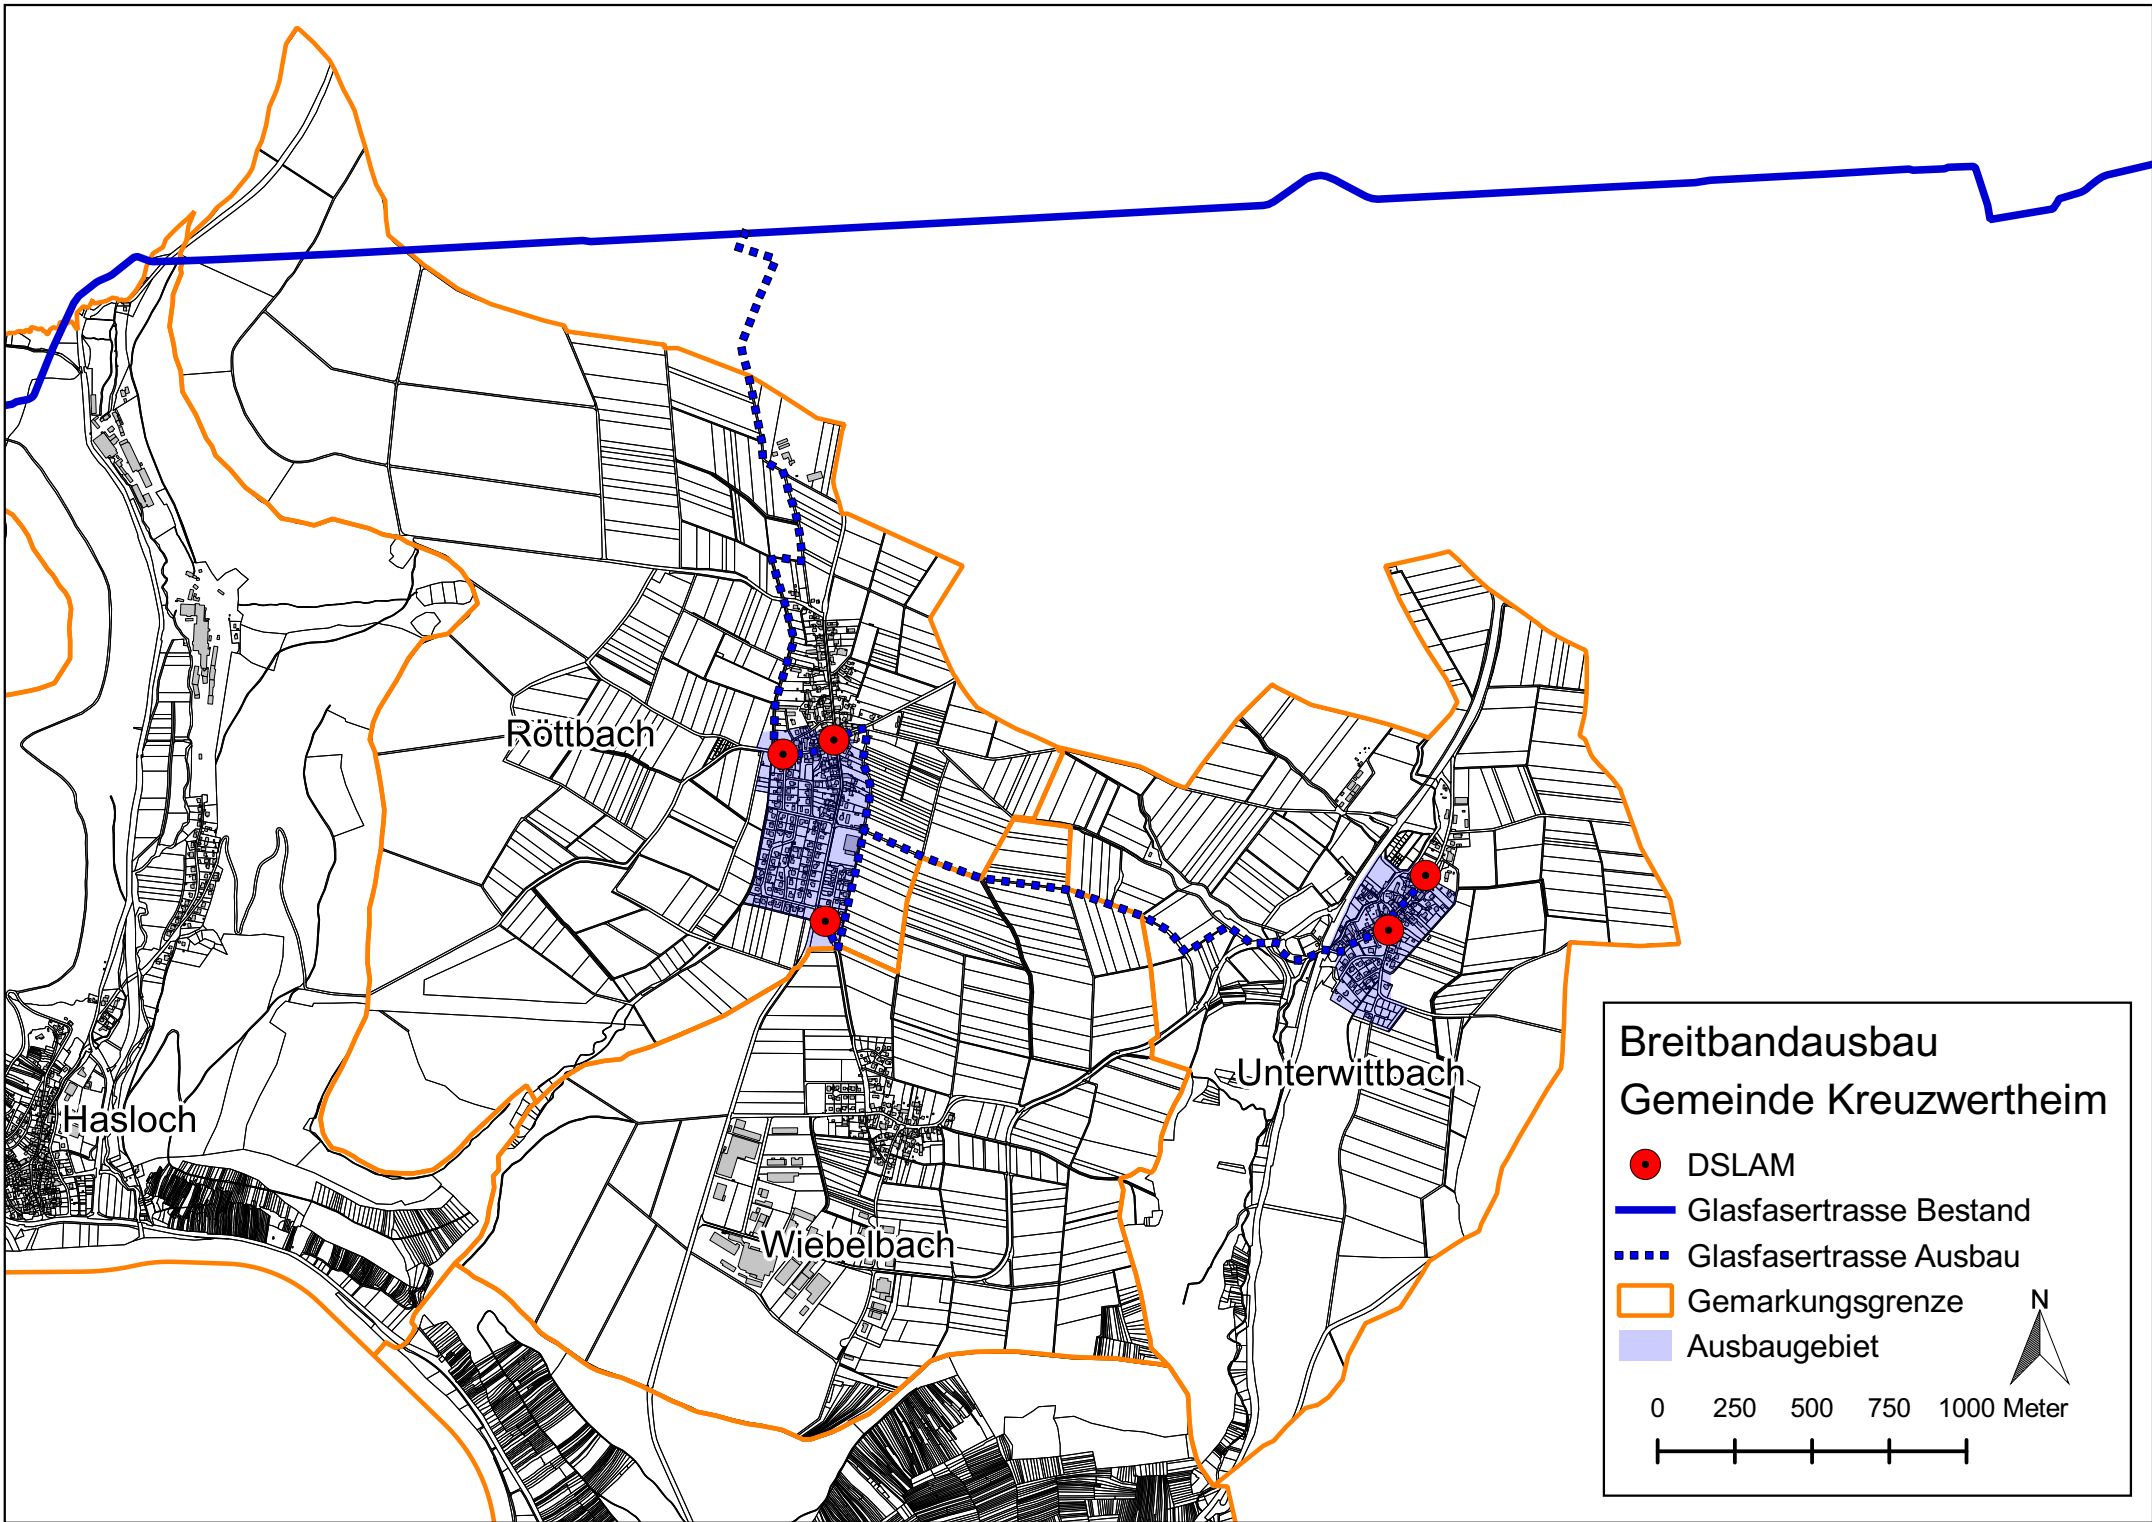 Röttbach
Unterwittbach
Hasloch
Wiebelbach
Breitbandausbau
Gemeinde Kreuzwertheim
DSLAM
Glasfasertrasse Bestand
Glasfasertrasse Ausbau
Gemarkungsgrenze
Ausbaugebiet
N
0 250 500 750 1000 Meter